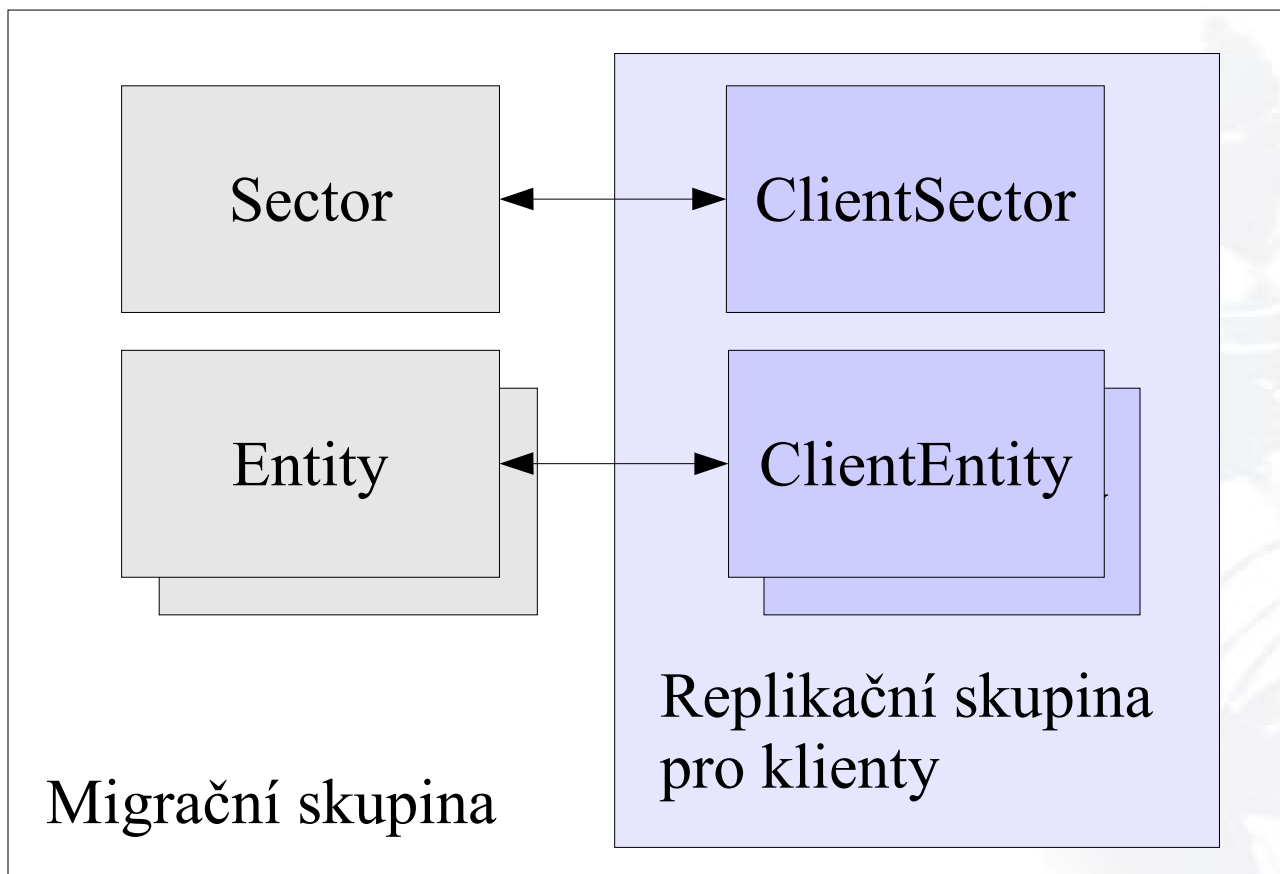 Sector
ClientSector
Entity
ClientEntity
Replikační skupina
pro klienty
Migrační skupina